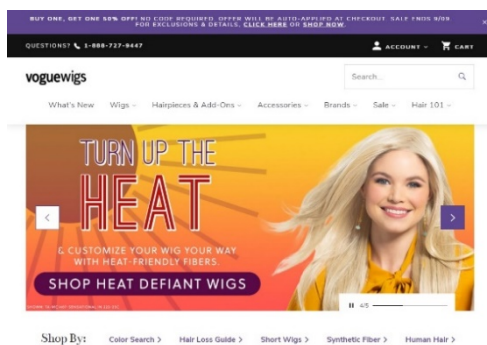 BUY ONE, GET ONE 50% OFF! NO CODE REQUIRED. OFFER WILL BE AUTO-APPLIED AT CHECKOUT. SALE ENDS 9/09.
FOR EXCLUSIONS & DETAILS, CLICK HERE OR SHOP NOW.
QUESTIONS? 1-888-727-9447
ACCOUNT
CART
voguewigs
Search...
What's New Wigs Hairpieces & Add-Ons Accessories Brands Sale Hair 101
TURN UP THE
HEAT
& CUSTOMIZE YOUR WIG YOUR WAY
WITH HEAT-FRIENDLY FIBERS.
SHOP HEAT DEFIANT WIGS
4/5
Shop By: Color Search > Hair Loss Guide > Short Wigs > Synthetic Fiber > Human Hair >